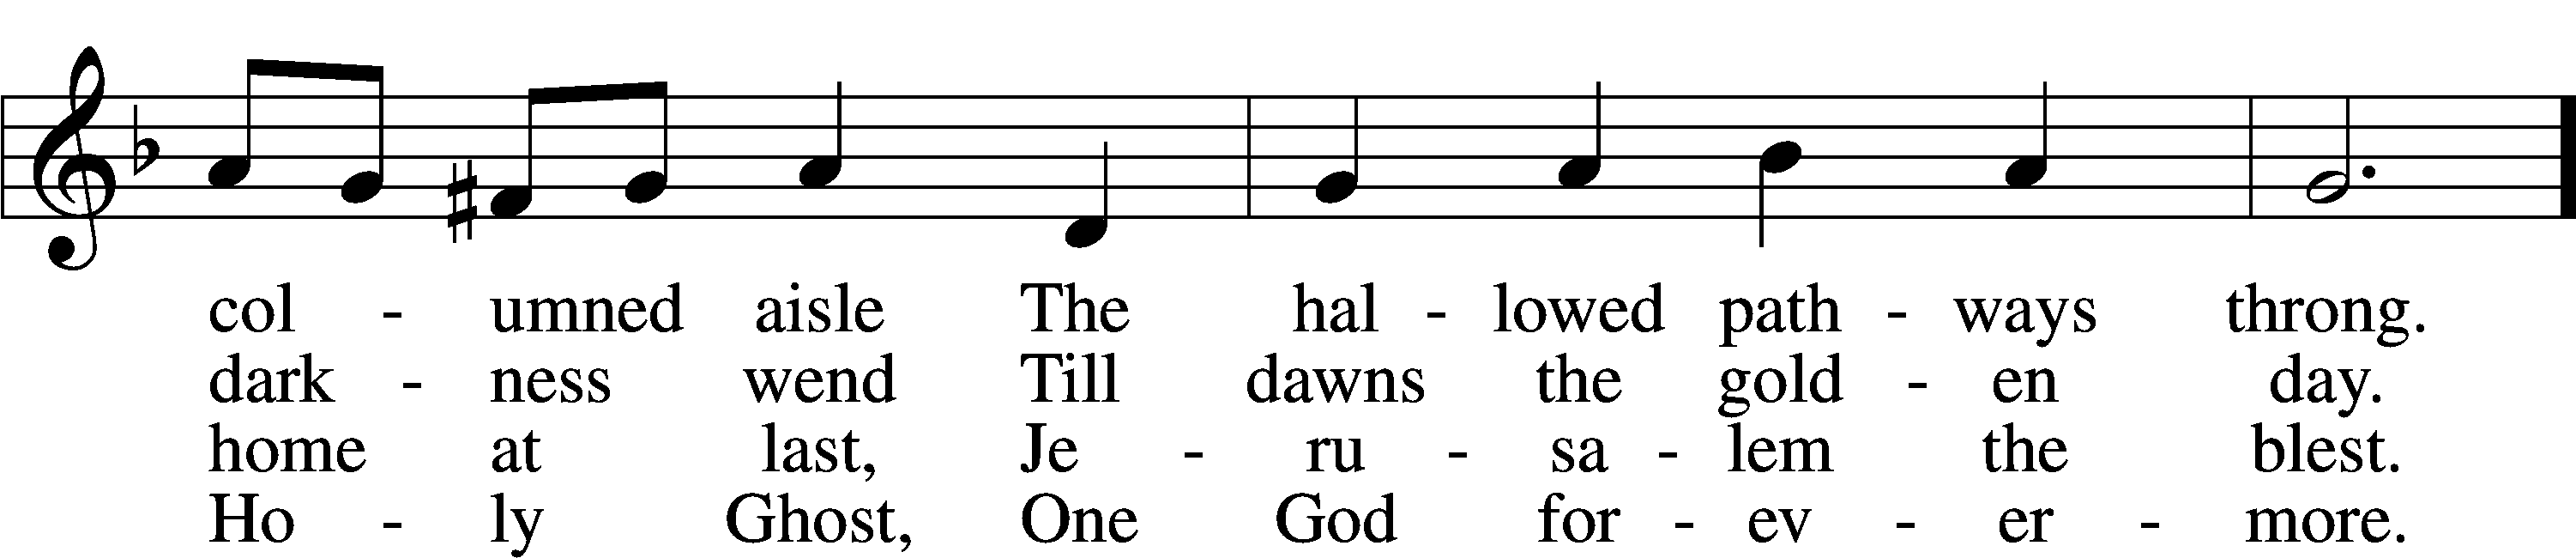 col - umned aisle The hal - lowed path - ways throng.
dark - ness wend Till dawns the gold - en day.
home at last, Je - ru - sa - lem the blest.
Ho - ly Ghost, One God for - ev - er - more.